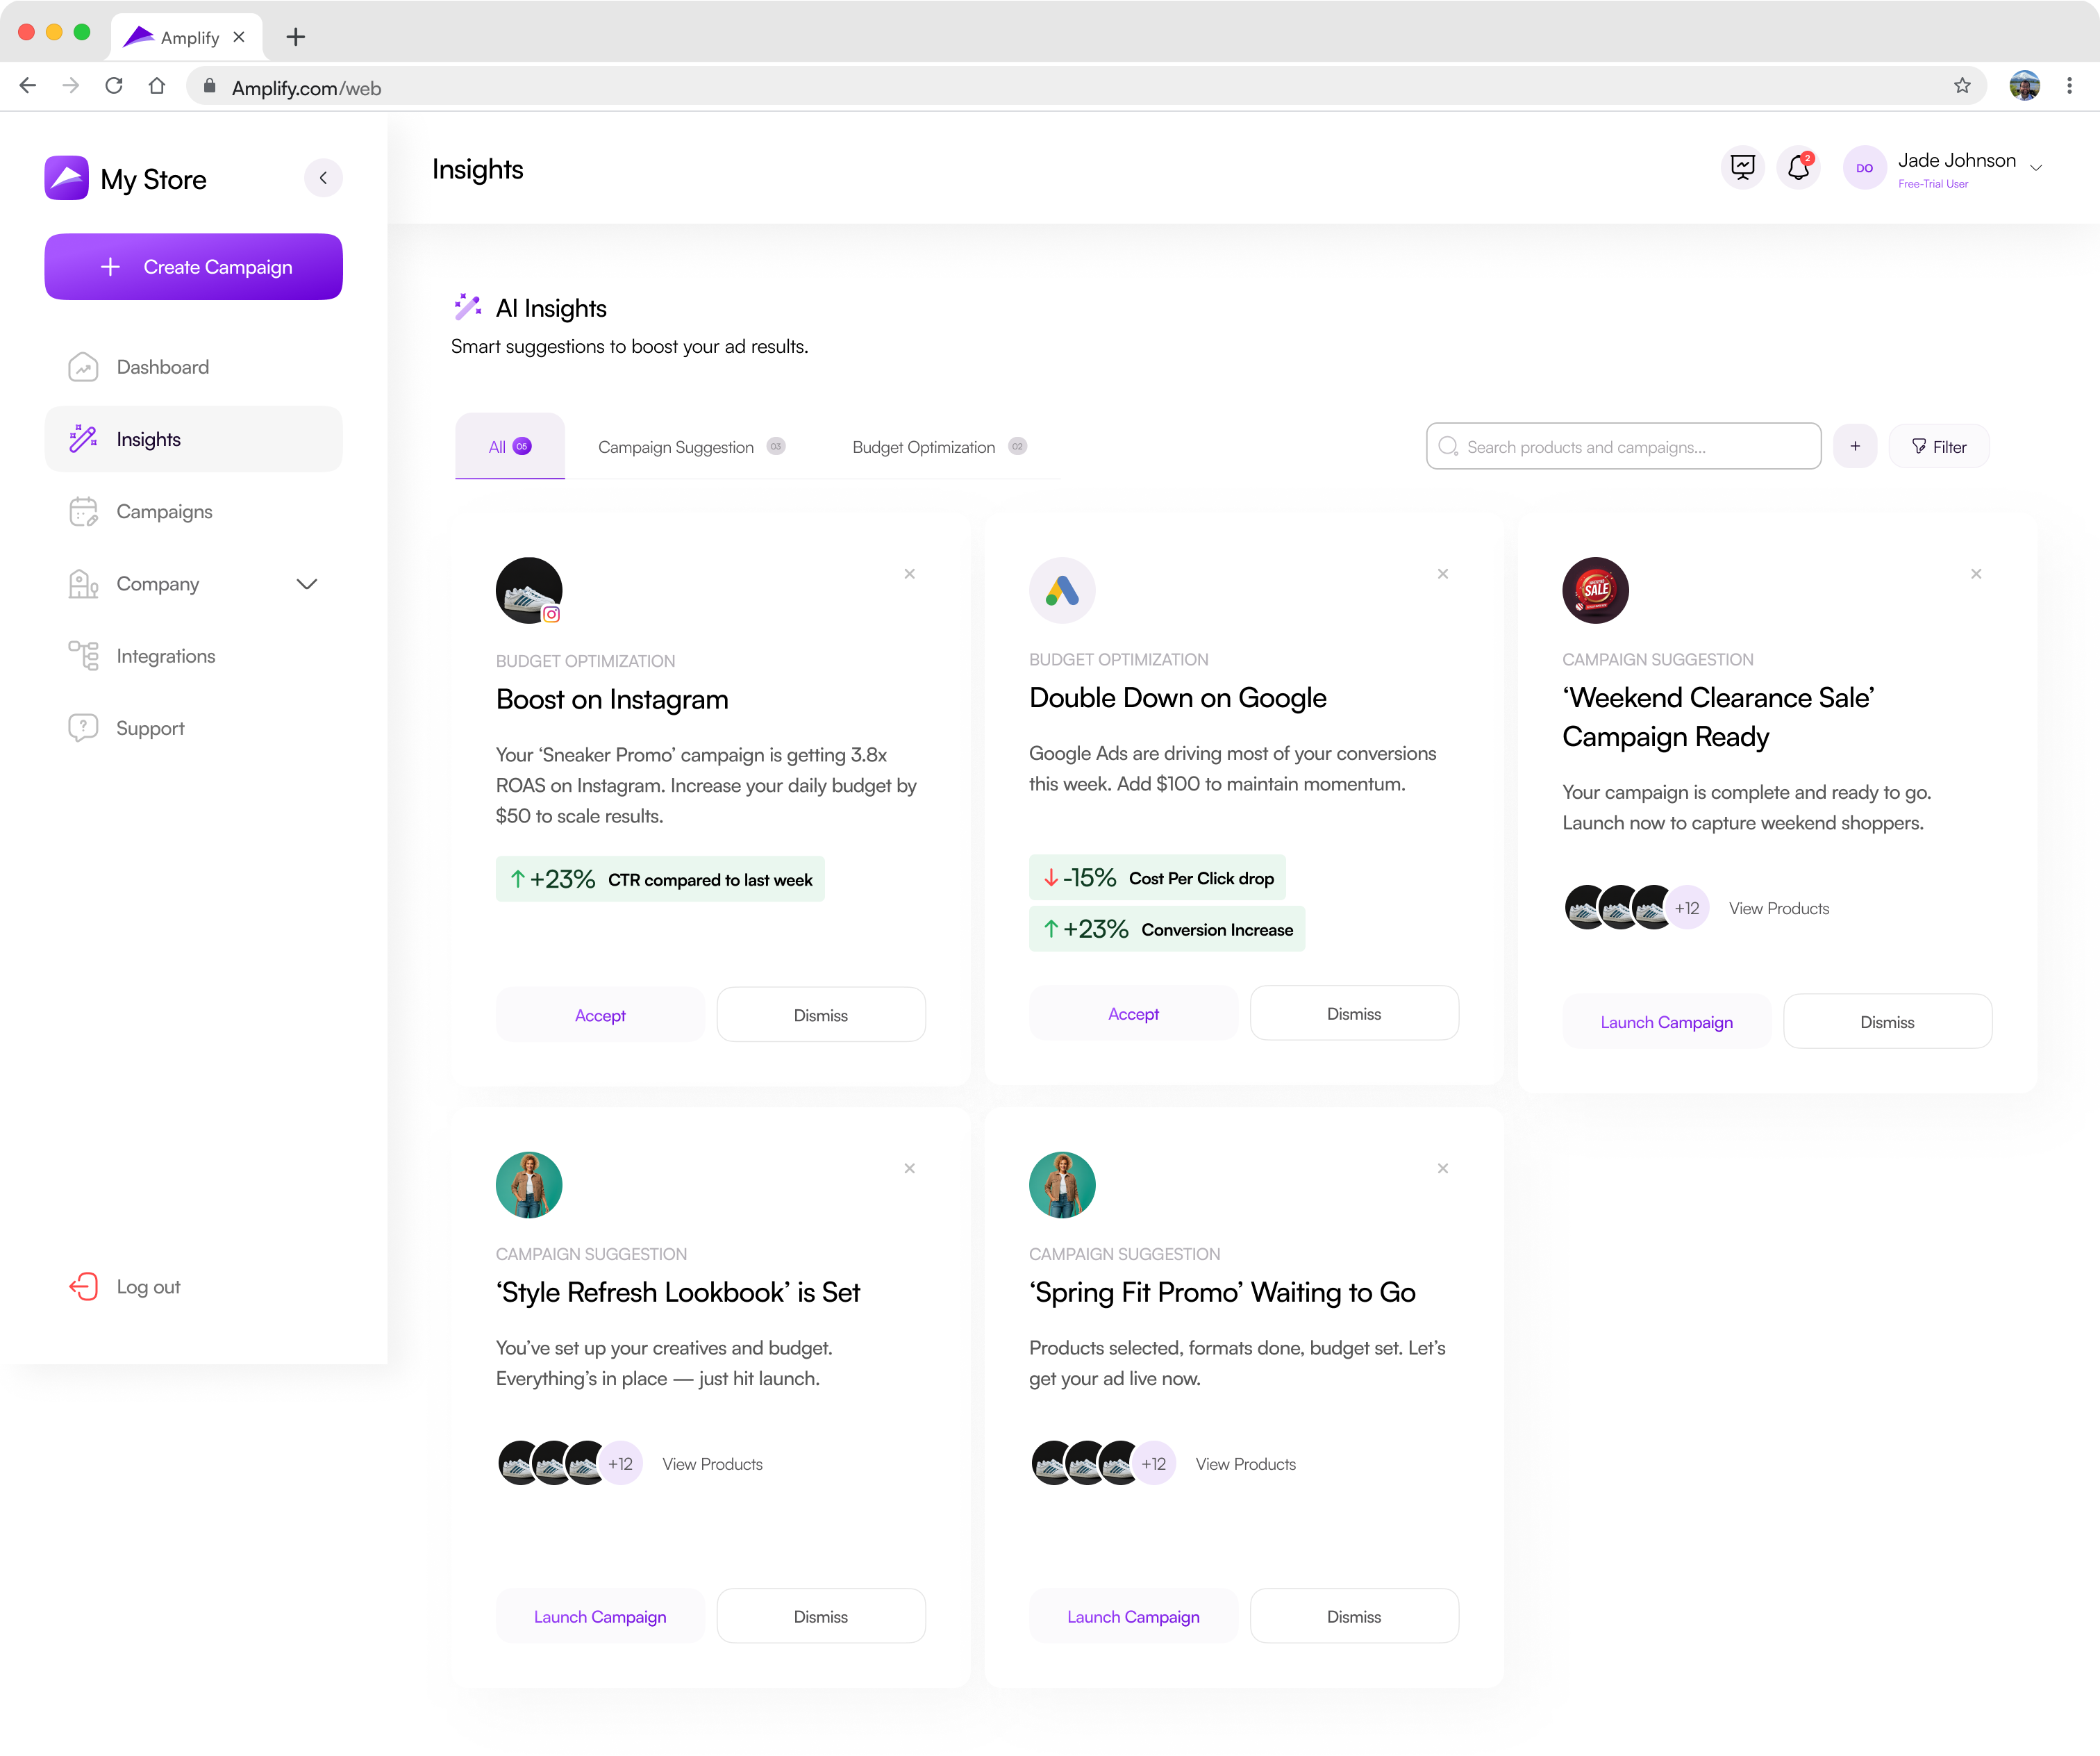 Amplify
Amplify.com/web
My Store
Insights
2
DO
Jade Johnson
Free-Trial User
Create Campaign
Dashboard
Insights
Campaigns
Company
Integrations
Support
Log out
AI Insights
Smart suggestions to boost your ad results.
All 05
Campaign Suggestion 03
Budget Optimization 02
Search products and campaigns...
+
Filter
BUDGET OPTIMIZATION
Boost on Instagram
Your ‘Sneaker Promo’ campaign is getting 3.8x
ROAS on Instagram. Increase your daily budget by
$50 to scale results.
+23% CTR compared to last week
Accept
Dismiss
BUDGET OPTIMIZATION
Double Down on Google
Google Ads are driving most of your conversions
this week. Add $100 to maintain momentum.
-15% Cost Per Click drop
+23% Conversion Increase
Accept
Dismiss
SALE
CAMPAIGN SUGGESTION
‘Weekend Clearance Sale’
Campaign Ready
Your campaign is complete and ready to go.
Launch now to capture weekend shoppers.
+12
View Products
Launch Campaign
Dismiss
CAMPAIGN SUGGESTION
‘Style Refresh Lookbook’ is Set
You’ve set up your creatives and budget.
Everything’s in place — just hit launch.
+12
View Products
Launch Campaign
Dismiss
CAMPAIGN SUGGESTION
‘Spring Fit Promo’ Waiting to Go
Products selected, formats done, budget set. Let’s
get your ad live now.
+12
View Products
Launch Campaign
Dismiss